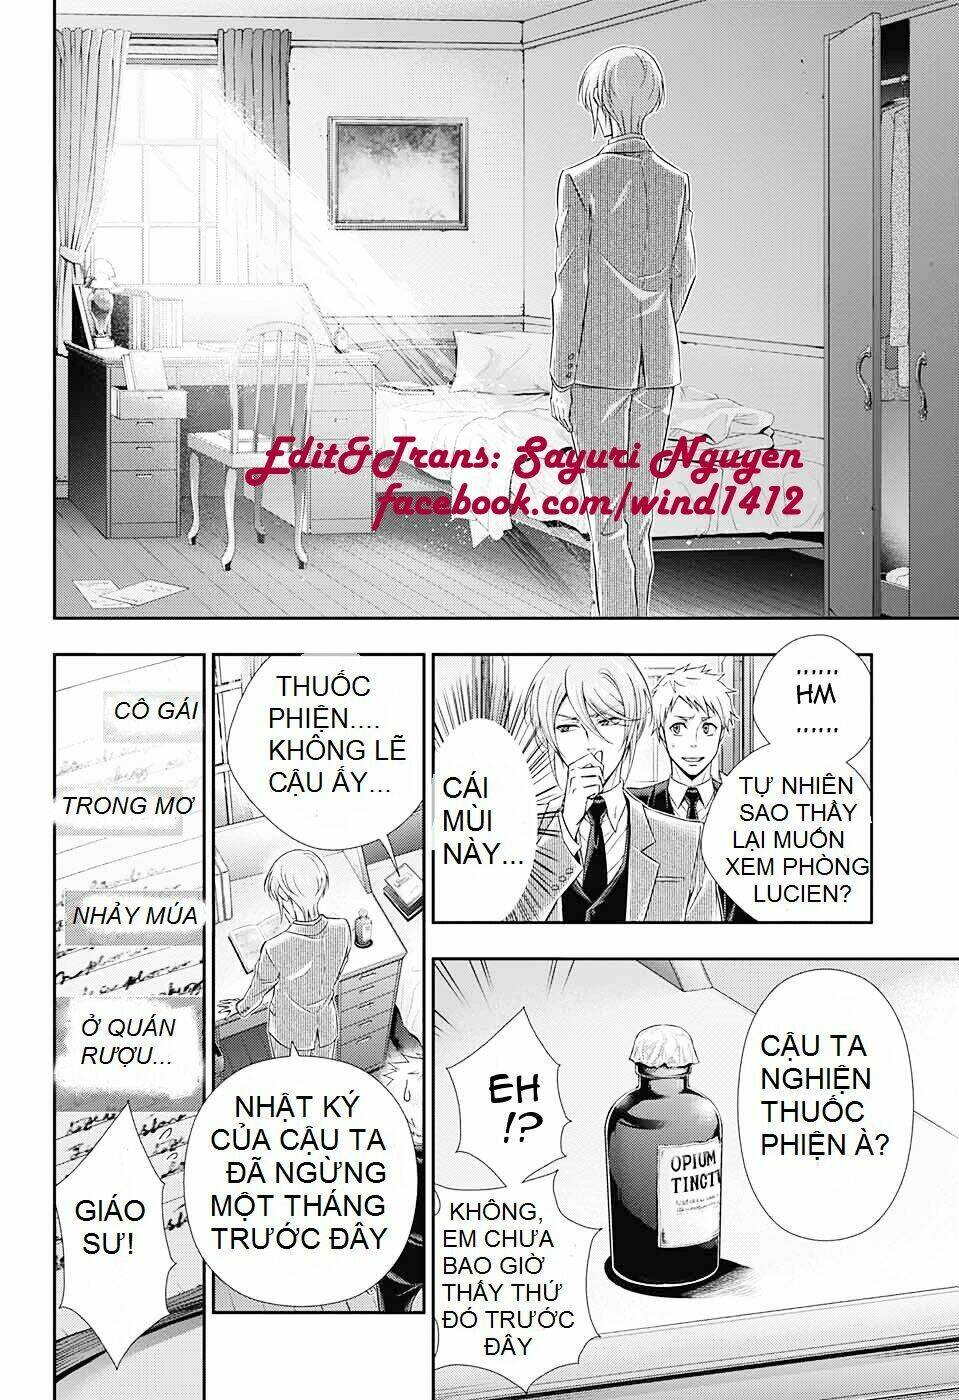 Edit&Trans: Sayuri Nguyen
facebook.com/wind1412
......
HM
......
TỰ NHIÊN
SAO THẦY
LẠI MUỐN
XEM PHÒNG
LUCIEN?
CÁI
MÙI
NÀY...
THUỐC
PHIỆN....
KHÔNG LẼ
CẬU ẤY...
CÔ GÁI
TRONG MƠ
NHẢY MÚA
Ở QUÁN
RƯỢU...
CẬU TA
NGHIỆN
THUỐC
PHIỆN À?
OPIUM
TINCTU
EH
!?
KHÔNG,
EM CHƯA
BAO GIỜ
THẤY THỨ
ĐÓ TRƯỚC
ĐÂY
NHẬT KÝ
CỦA CẬU TA
ĐÃ NGỪNG
MỘT THÁNG
TRƯỚC ĐÂY
GIÁO
SƯ!